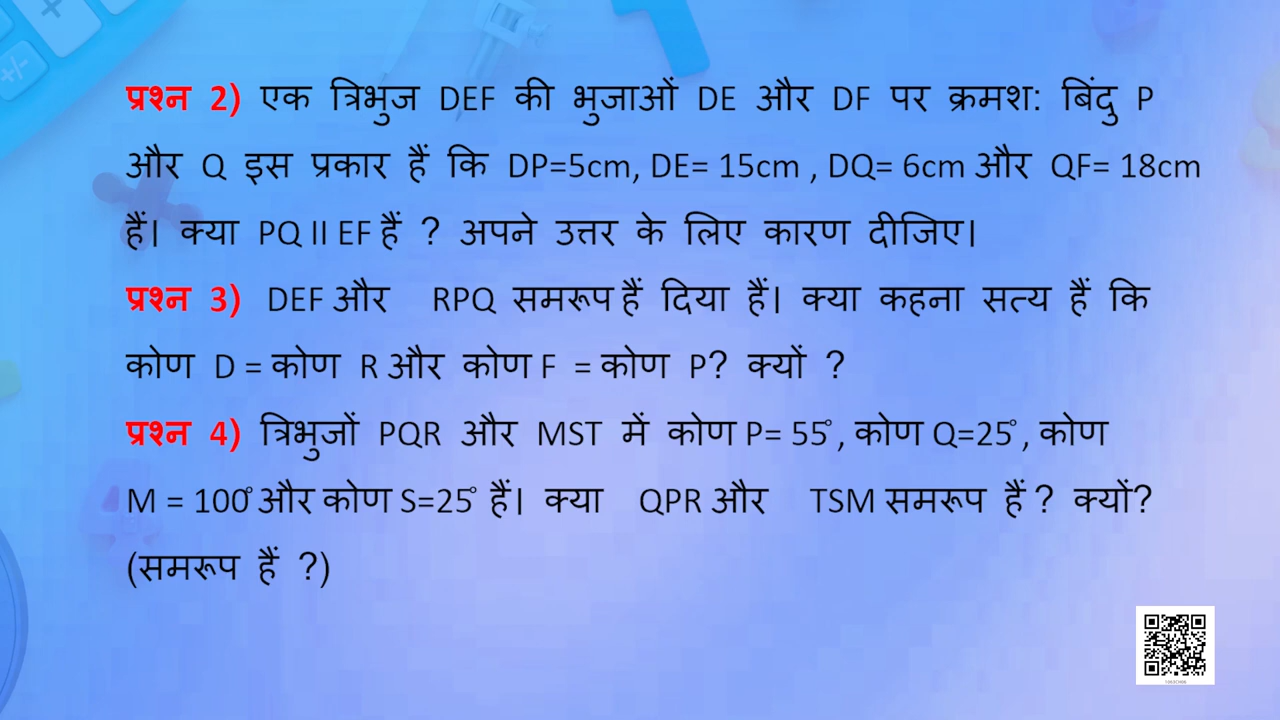 प्रश्न 2) एक त्रिभुज DEF की भुजाओं DE और DF पर क्रमश: बिंदु P
और Q इस प्रकार हैं कि DP=5cm, DE= 15cm , DQ= 6cm और QF= 18cm
हैं। क्या PQ II EF हैं ? अपने उत्तर के लिए कारण दीजिए।
प्रश्न 3) DEF और RPQ समरूप हैं दिया हैं। क्या कहना सत्य हैं कि
कोण D = कोण R और कोण F = कोण P? क्यों ?
प्रश्न 4) त्रिभुजों PQR और MST में कोण P= 55°, कोण Q=25°, कोण
M = 100° और कोण S=25° हैं। क्या QPR और TSM समरूप हैं ? क्यों?
(समरूप हैं ?)